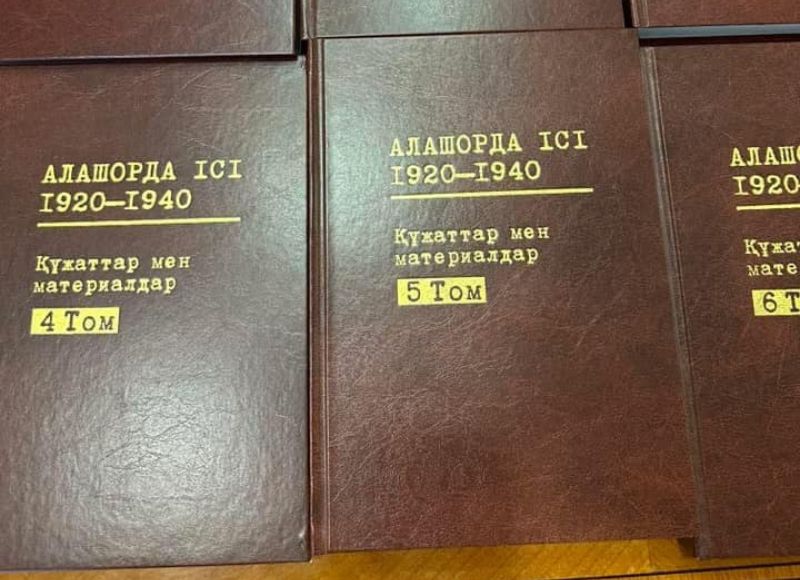 АЛАШОРДА ІСІ
1920—1940
Құжаттар мен
материалдар
4 Том
АЛАШОРДА ІСІ
1920—1940
Құжаттар мен
материалдар
5 Том